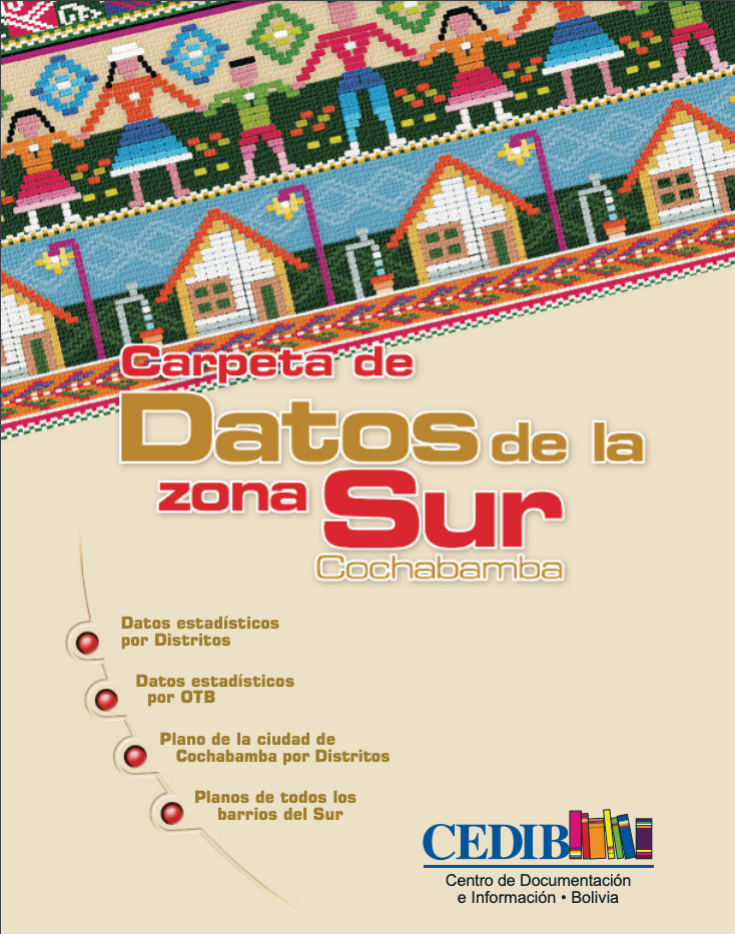 Carpeta de
Datos de la
zona Sur
Cochabamba
Datos estadísticos
por Distritos
Datos estadísticos
por OTB
Plano de la ciudad de
Cochabamba por Distritos
Planos de todos los
barrios del Sur
CEDIB
Centro de Documentación
e Información • Bolivia